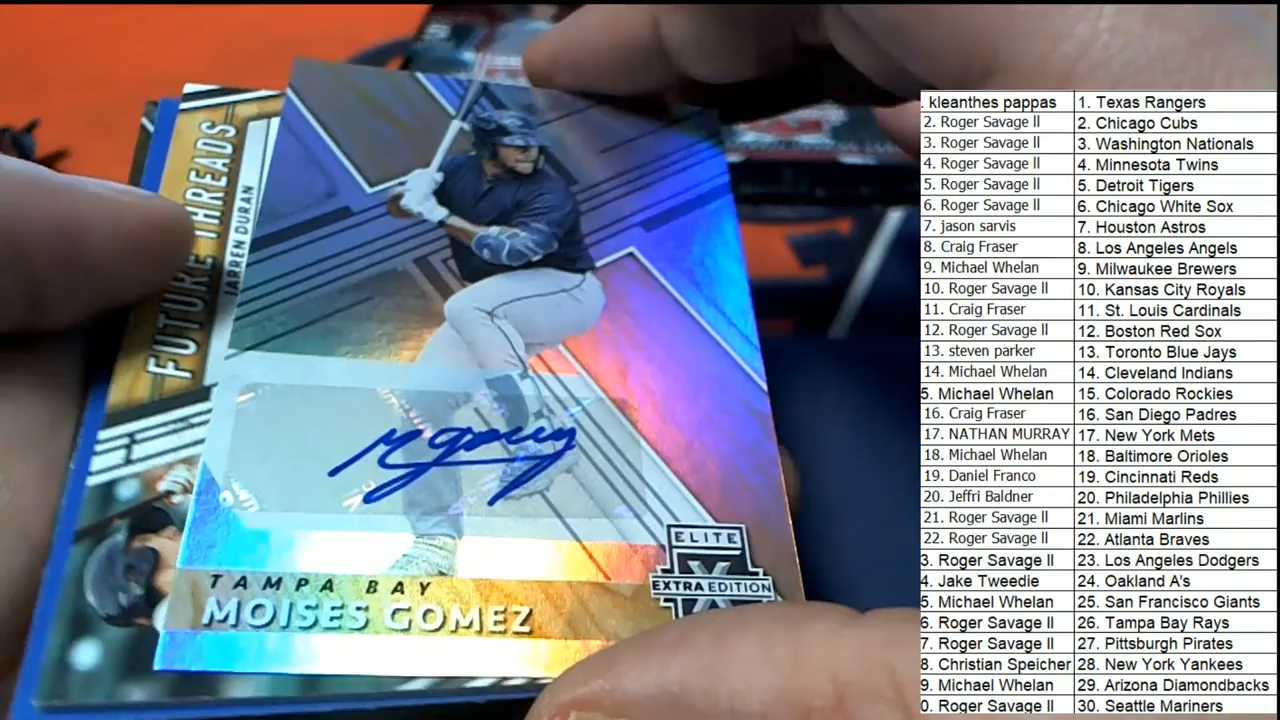 FUTURE THREADS
JARREN DURAN
ELITE
EXTRA EDITION
TAMPA BAY
MOISES GOMEZ
. kleanthes pappas 1. Texas Rangers
2. Roger Savage ll 2. Chicago Cubs
3. Roger Savage ll 3. Washington Nationals
4. Roger Savage ll 4. Minnesota Twins
5. Roger Savage ll 5. Detroit Tigers
6. Roger Savage ll 6. Chicago White Sox
7. jason sarvis 7. Houston Astros
8. Craig Fraser 8. Los Angeles Angels
9. Michael Whelan 9. Milwaukee Brewers
10. Roger Savage ll 10. Kansas City Royals
11. Craig Fraser 11. St. Louis Cardinals
12. Roger Savage ll 12. Boston Red Sox
13. steven parker 13. Toronto Blue Jays
14. Michael Whelan 14. Cleveland Indians
5. Michael Whelan 15. Colorado Rockies
16. Craig Fraser 16. San Diego Padres
17. NATHAN MURRAY 17. New York Mets
18. Michael Whelan 18. Baltimore Orioles
19. Daniel Franco 19. Cincinnati Reds
20. Jeffri Baldner 20. Philadelphia Phillies
21. Roger Savage ll 21. Miami Marlins
22. Roger Savage ll 22. Atlanta Braves
3. Roger Savage ll 23. Los Angeles Dodgers
4. Jake Tweedie 24. Oakland A's
5. Michael Whelan 25. San Francisco Giants
6. Roger Savage ll 26. Tampa Bay Rays
7. Roger Savage ll 27. Pittsburgh Pirates
8. Christian Speicher 28. New York Yankees
9. Michael Whelan 29. Arizona Diamondbacks
0. Roger Savage ll 30. Seattle Mariners